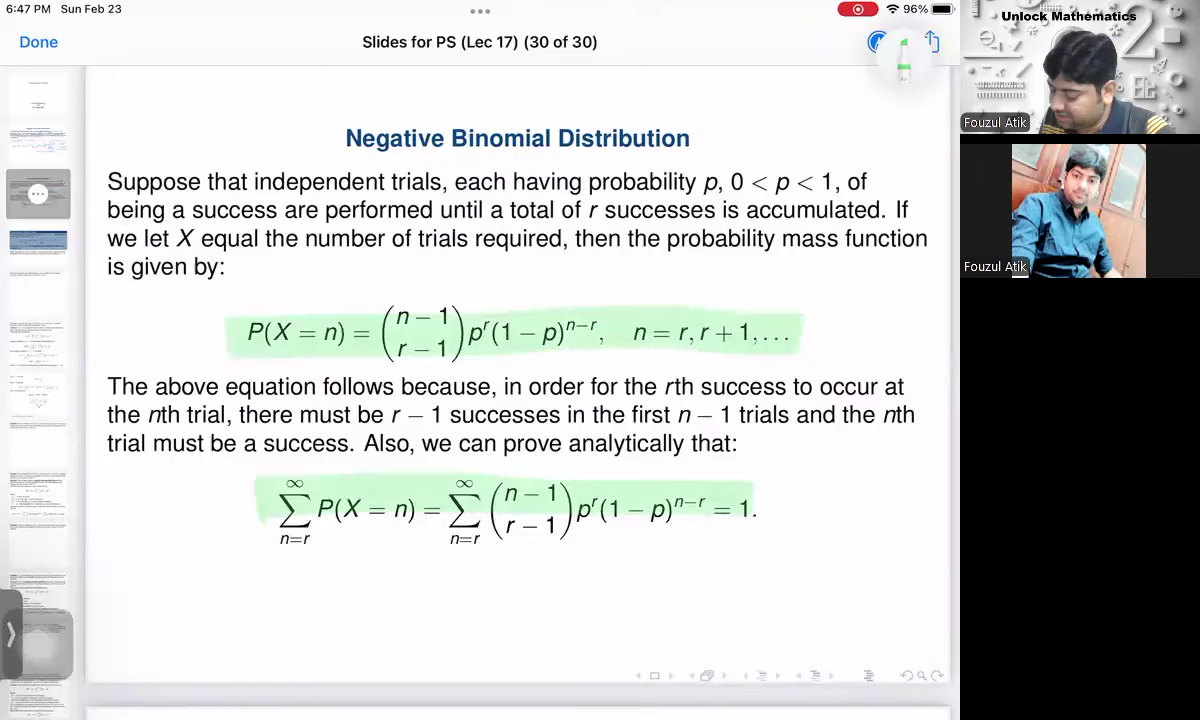 6:47 PM Sun Feb 23
96%
Done
Slides for PS (Lec 17) (30 of 30)
Negative Binomial Distribution
Suppose that independent trials, each having probability p, 0 < p < 1, of
being a success are performed until a total of r successes is accumulated. If
we let X equal the number of trials required, then the probability mass function
is given by:
P(X = n) = \binom{n − 1}{r − 1} p^r (1 − p)^{n−r}, n = r, r + 1, . . .
The above equation follows because, in order for the rth success to occur at
the nth trial, there must be r − 1 successes in the first n − 1 trials and the nth
trial must be a success. Also, we can prove analytically that:
\sum_{n=r}^{∞} P(X = n) = \sum_{n=r}^{∞} \binom{n − 1}{r − 1} p^r (1 − p)^{n−r} = 1.
Unlock Mathematics
Fouzul Atik
Fouzul Atik